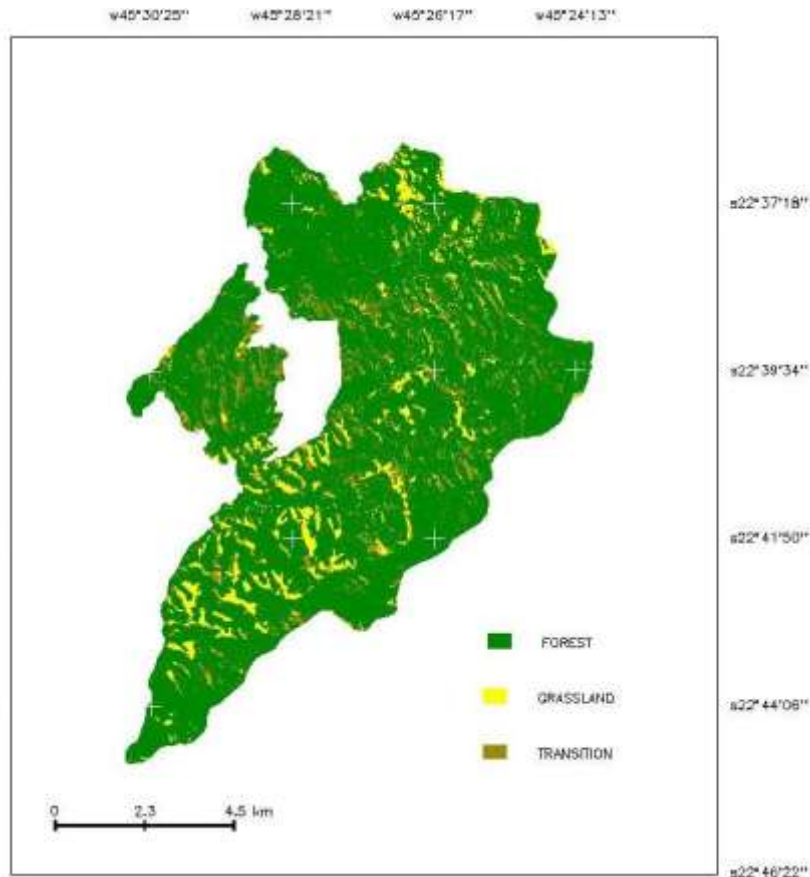 w45°30'25" w45°28'21" w45°26'17" w45°24'13"
s22°37'18"
s22°39'34"
s22°41'50"
FOREST
GRASSLAND
s22°44'06"
TRANSITION
0 2.3 4.5 km
s22°46'22"